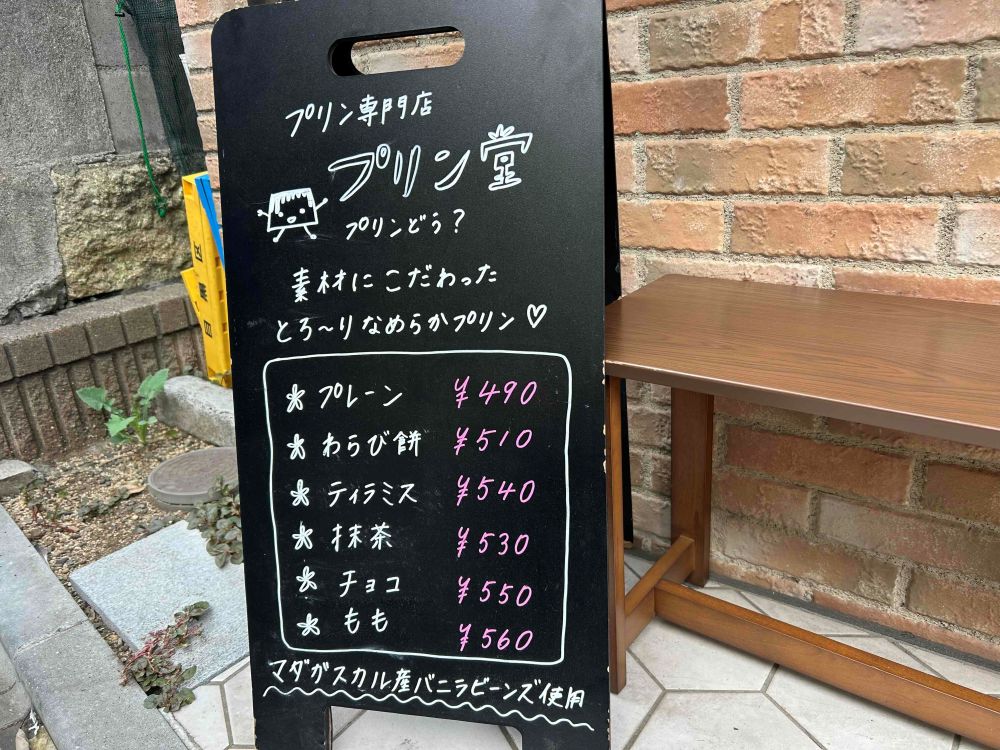 プリン専門店
プリン堂
プリンどう?
素材にこだわった
とろ～りなめらかプリン♡
プレーン ¥490
わらび餅 ¥510
ティラミス ¥540
抹茶 ¥530
チョコ ¥550
もも ¥560
マダガスカル産バニラビーンズ使用